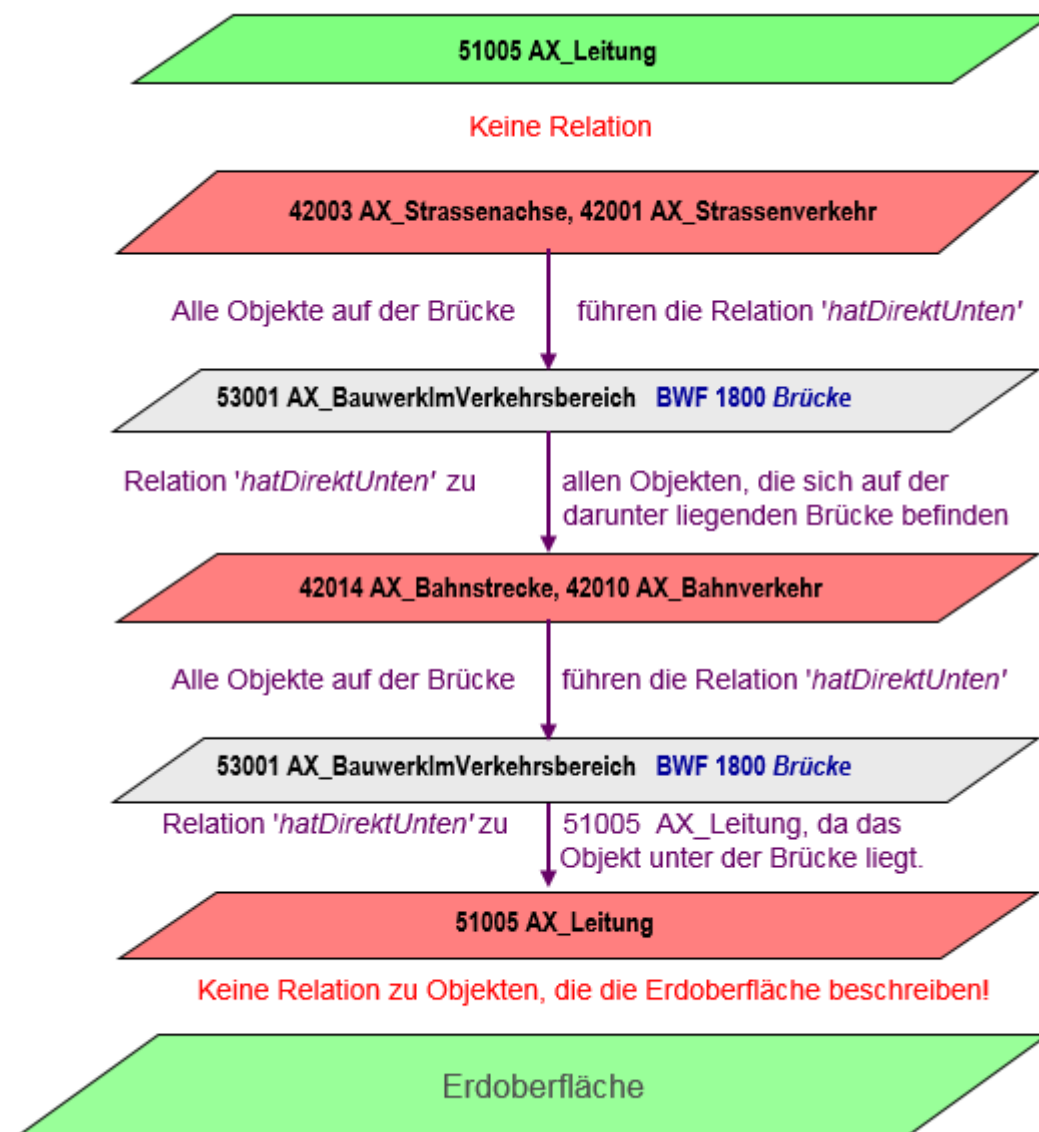 51005 AX_Leitung
Keine Relation
42003 AX_Strassenachse, 42001 AX_Strassenverkehr
Alle Objekte auf der Brücke führen die Relation 'hatDirektUnten'
53001 AX_BauwerkImVerkehrsbereich BWF 1800 Brücke
Relation 'hatDirektUnten' zu allen Objekten, die sich auf der
darunter liegenden Brücke befinden
42014 AX_Bahnstrecke, 42010 AX_Bahnverkehr
Alle Objekte auf der Brücke führen die Relation 'hatDirektUnten'
53001 AX_BauwerkImVerkehrsbereich BWF 1800 Brücke
Relation 'hatDirektUnten' zu 51005 AX_Leitung, da das
Objekt unter der Brücke liegt.
51005 AX_Leitung
Keine Relation zu Objekten, die die Erdoberfläche beschreiben!
Erdoberfläche